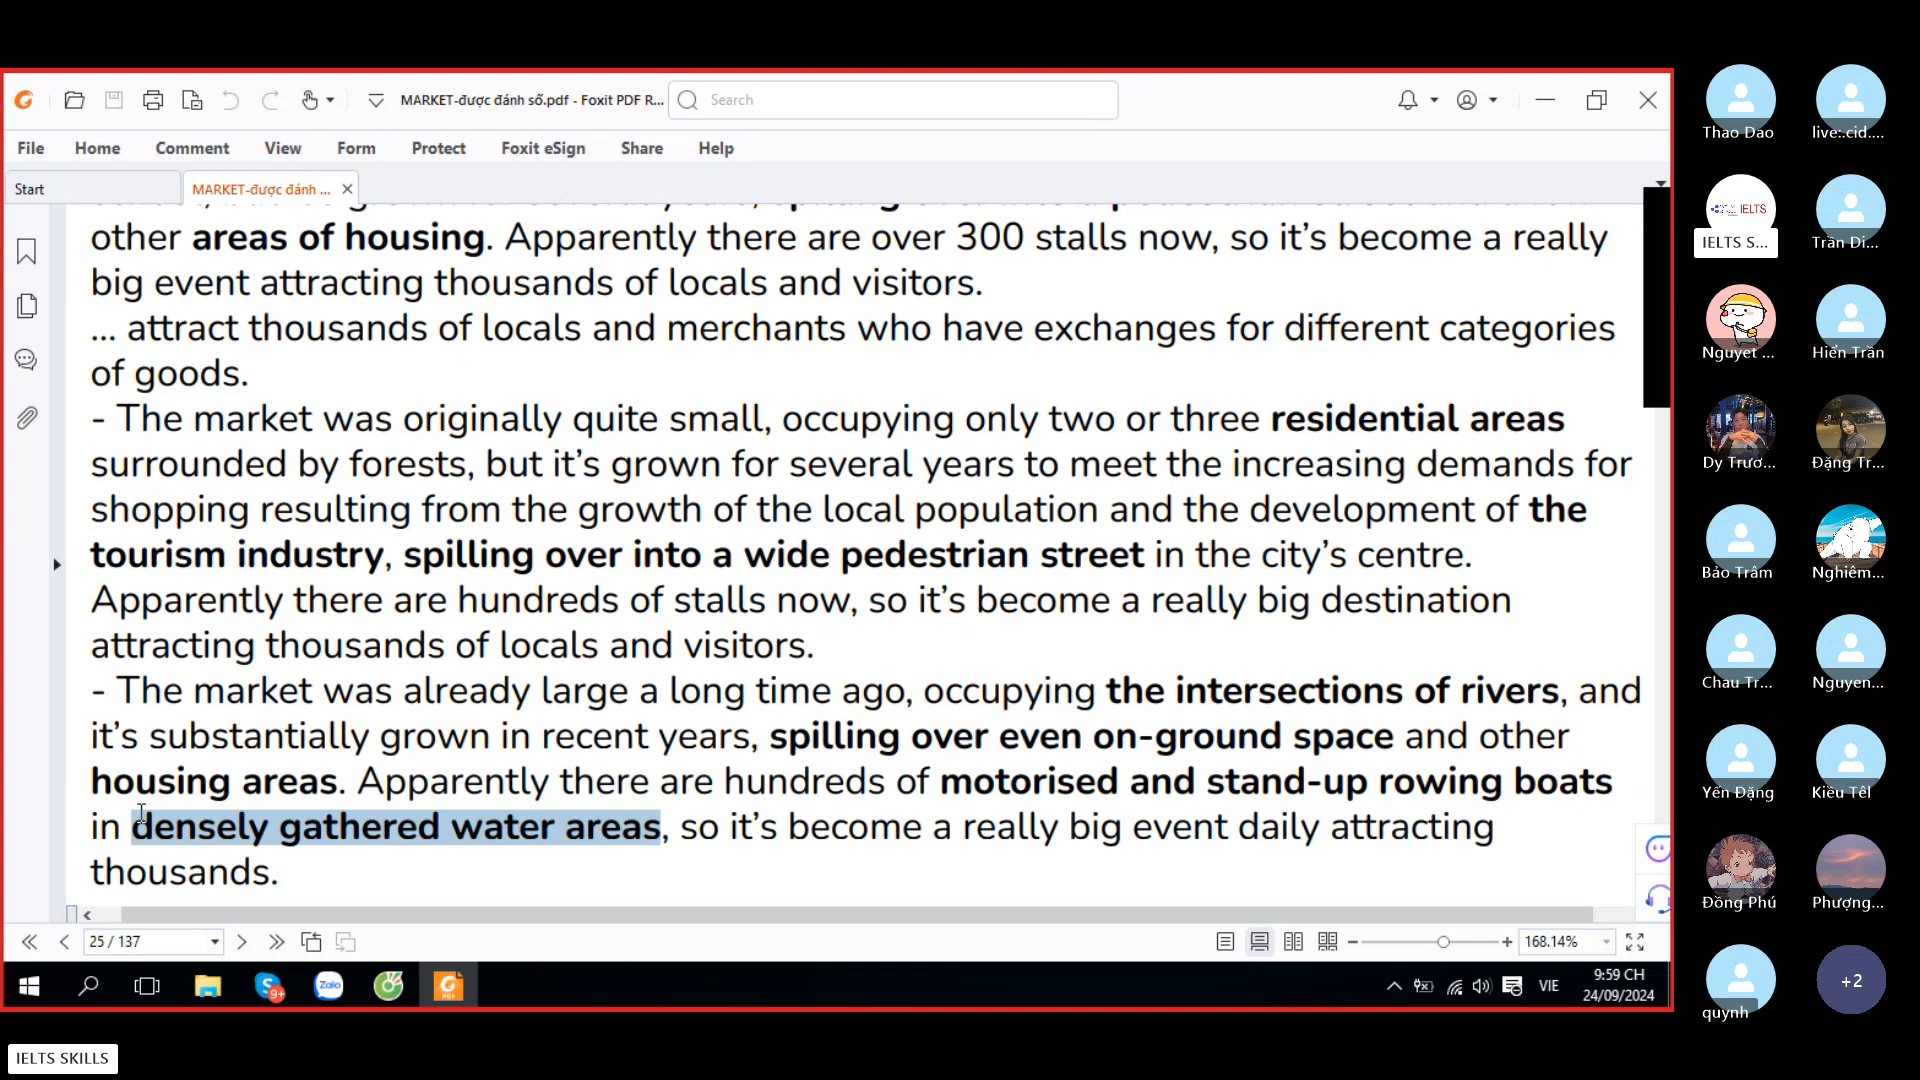 MARKET-được đánh số.pdf - Foxit PDF R...
Search
File Home Comment View Form Protect Foxit eSign Share Help
Start
MARKET-được đánh ...
other areas of housing. Apparently there are over 300 stalls now, so it’s become a really
big event attracting thousands of locals and visitors.
... attract thousands of locals and merchants who have exchanges for different categories
of goods.
- The market was originally quite small, occupying only two or three residential areas
surrounded by forests, but it’s grown for several years to meet the increasing demands for
shopping resulting from the growth of the local population and the development of the
tourism industry, spilling over into a wide pedestrian street in the city’s centre.
Apparently there are hundreds of stalls now, so it’s become a really big destination
attracting thousands of locals and visitors.
- The market was already large a long time ago, occupying the intersections of rivers, and
it’s substantially grown in recent years, spilling over even on-ground space and other
housing areas. Apparently there are hundreds of motorised and stand-up rowing boats
in densely gathered water areas, so it’s become a really big event daily attracting
thousands.
25 / 137
168.14%
9+
Zalo
PDF
VIE
9:59 CH
24/09/2024
Thao Dao
live:.cid....
IELTS
IELTS S...
Trần Di...
Nguyet ...
Hiển Trần
Dy Trươ...
Đặng Tr...
Bảo Trâm
Nghiêm...
Chau Tr...
Nguyen...
Yến Đặng
Kiều Têl
Đồng Phú
Phượng...
quynh
+2
IELTS SKILLS